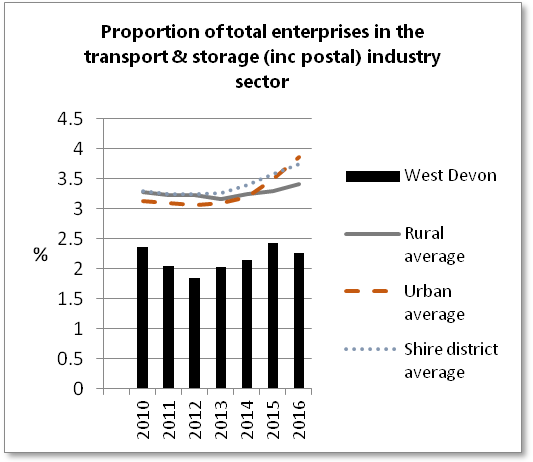 Proportion of total enterprises in the
transport & storage (inc postal) industry
sector
4.5
4
3.5
3
2.5
2
1.5
1
0.5
0
%
2010
2011
2012
2013
2014
2015
2016
West Devon
Rural
average
Urban
average
Shire district
average